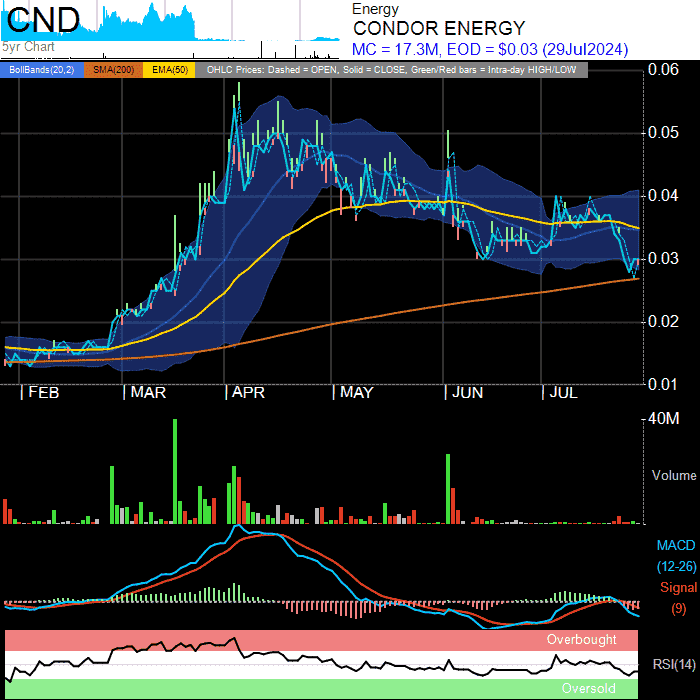 CND
5yr Chart
Energy
CONDOR ENERGY
MC = 17.3M, EOD = $0.03 (29Jul2024)
BollBands(20,2) SMA(200) EMA(50) OHLC Prices: Dashed = OPEN, Solid = CLOSE, Green/Red bars = Intra-day HIGH/LOW
0.06
0.05
0.04
0.03
0.02
0.01
FEB MAR APR MAY JUN JUL
40M
Volume
MACD
(12-26)
Signal
(9)
Overbought
RSI(14)
Oversold